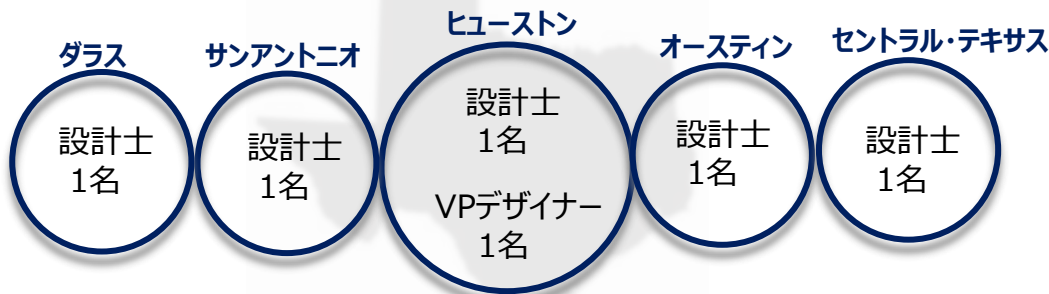 ダラス
設計士
1名
サンアントニオ
設計士
1名
ヒューストン
設計士
1名
VPデザイナー
1名
オースティン
設計士
1名
セントラル・テキサス
設計士
1名